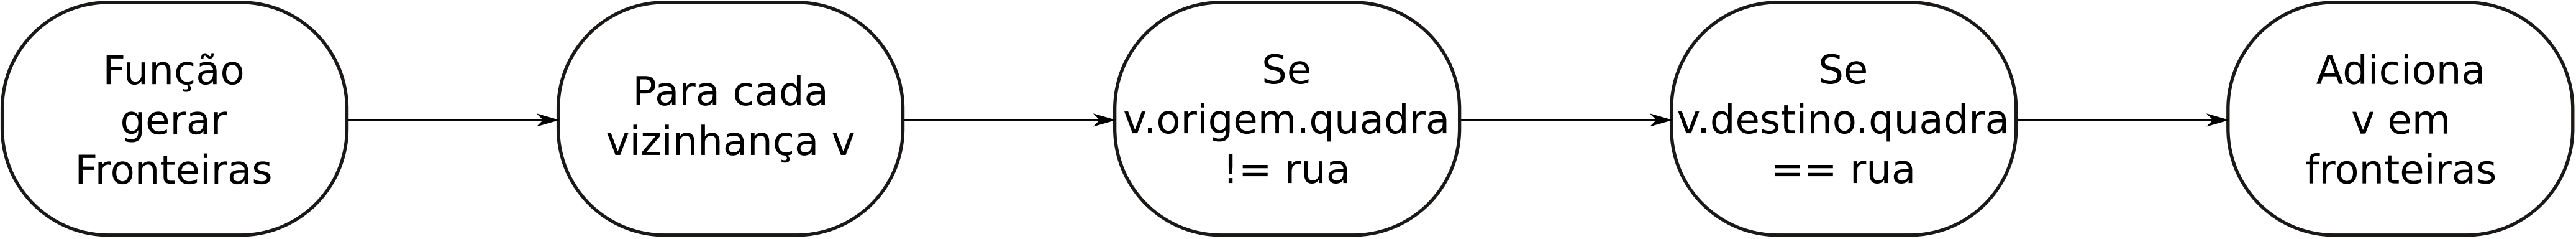 Função
gerar
Fronteiras
Para cada
vizinhança v
Se
v.origem.quadra
!= rua
Se
v.destino.quadra
== rua
Adiciona
v em
fronteiras